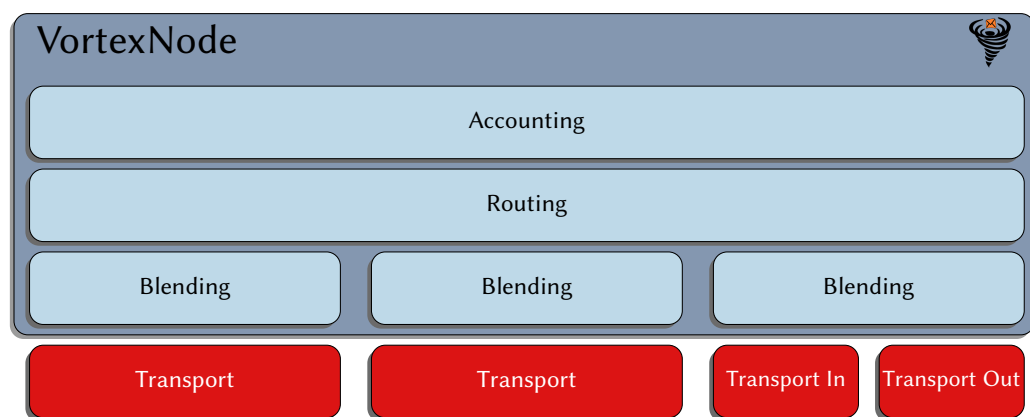 VortexNode
Accounting
Routing
Blending Blending Blending
Transport Transport Transport In Transport Out